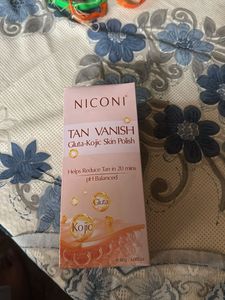 NICONI
TAN VANISH
Gluta-Kojic Skin Polish
Helps Reduce Tan in 20 mins
pH Balanced
Gluta
Kojic